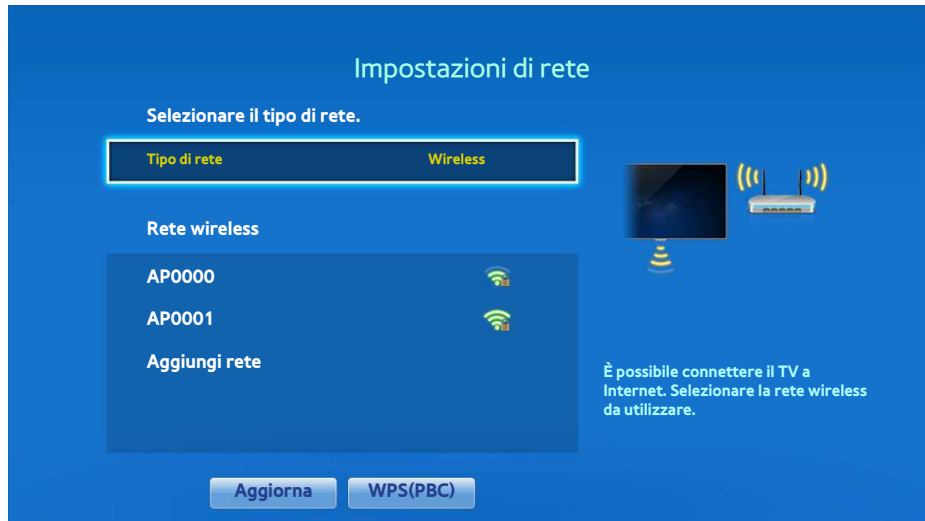 Impostazioni di rete
Selezionare il tipo di rete.
Tipo di rete Wireless
Rete wireless
AP0000
AP0001
Aggiungi rete
È possibile connettere il TV a
Internet. Selezionare la rete wireless
da utilizzare.
Aggiorna WPS(PBC)